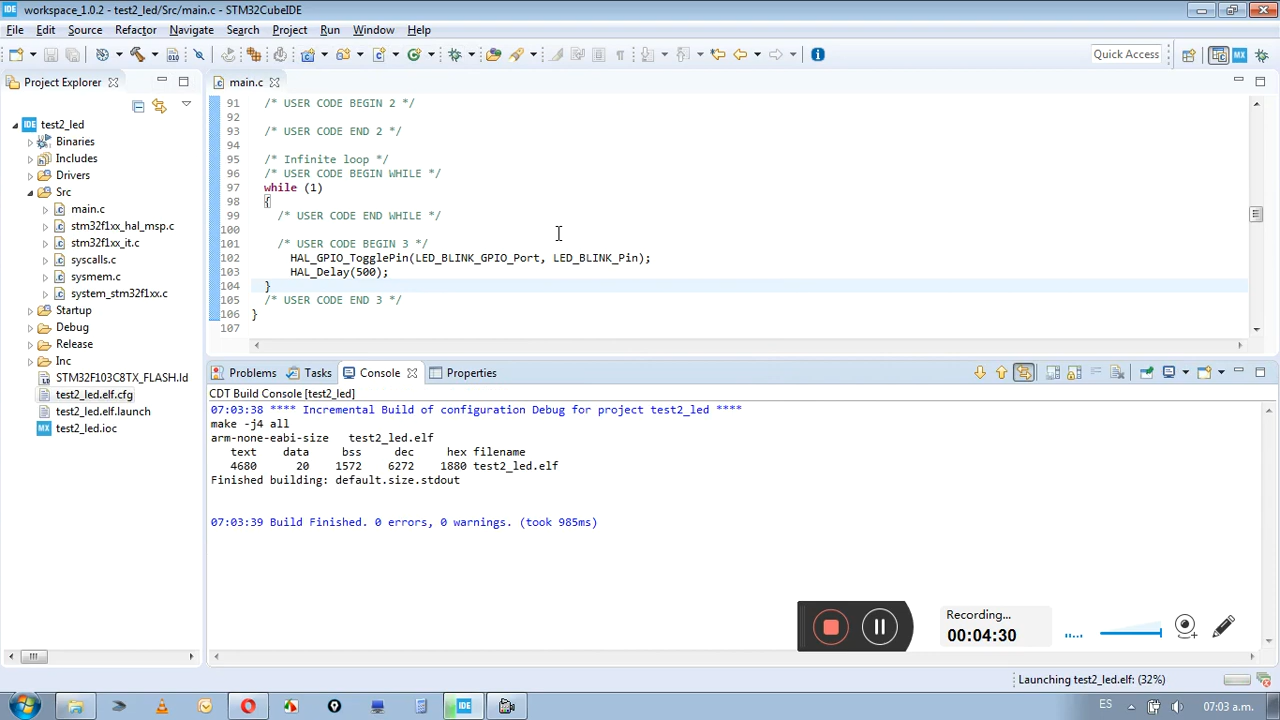 workspace_1.0.2 - test2_led/Src/main.c - STM32CubeIDE
File Edit Source Refactor Navigate Search Project Run Window Help
Quick Access
Project Explorer
main.c
test2_led
Binaries
Includes
Drivers
Src
main.c
stm32f1xx_hal_msp.c
stm32f1xx_it.c
syscalls.c
sysmem.c
system_stm32f1xx.c
Startup
Debug
Release
Inc
STM32F103C8TX_FLASH.ld
test2_led.elf.cfg
test2_led.elf.launch
test2_led.ioc
91 /* USER CODE BEGIN 2 */
92
93 /* USER CODE END 2 */
94
95 /* Infinite loop */
96 /* USER CODE BEGIN WHILE */
97 while (1)
98 {
99 /* USER CODE END WHILE */
100
101 /* USER CODE BEGIN 3 */
102 HAL_GPIO_TogglePin(LED_BLINK_GPIO_Port, LED_BLINK_Pin);
103 HAL_Delay(500);
104 }
105 /* USER CODE END 3 */
106 }
107
Problems Tasks Console Properties
CDT Build Console [test2_led]
07:03:38 **** Incremental Build of configuration Debug for project test2_led ****
make -j4 all
arm-none-eabi-size test2_led.elf
text data bss dec hex filename
4680 20 1572 6272 1880 test2_led.elf
Finished building: default.size.stdout
07:03:39 Build Finished. 0 errors, 0 warnings. (took 985ms)
Recording...
00:04:30
Launching test2_led.elf: (32%)
IDE
ES
07:03 a.m.